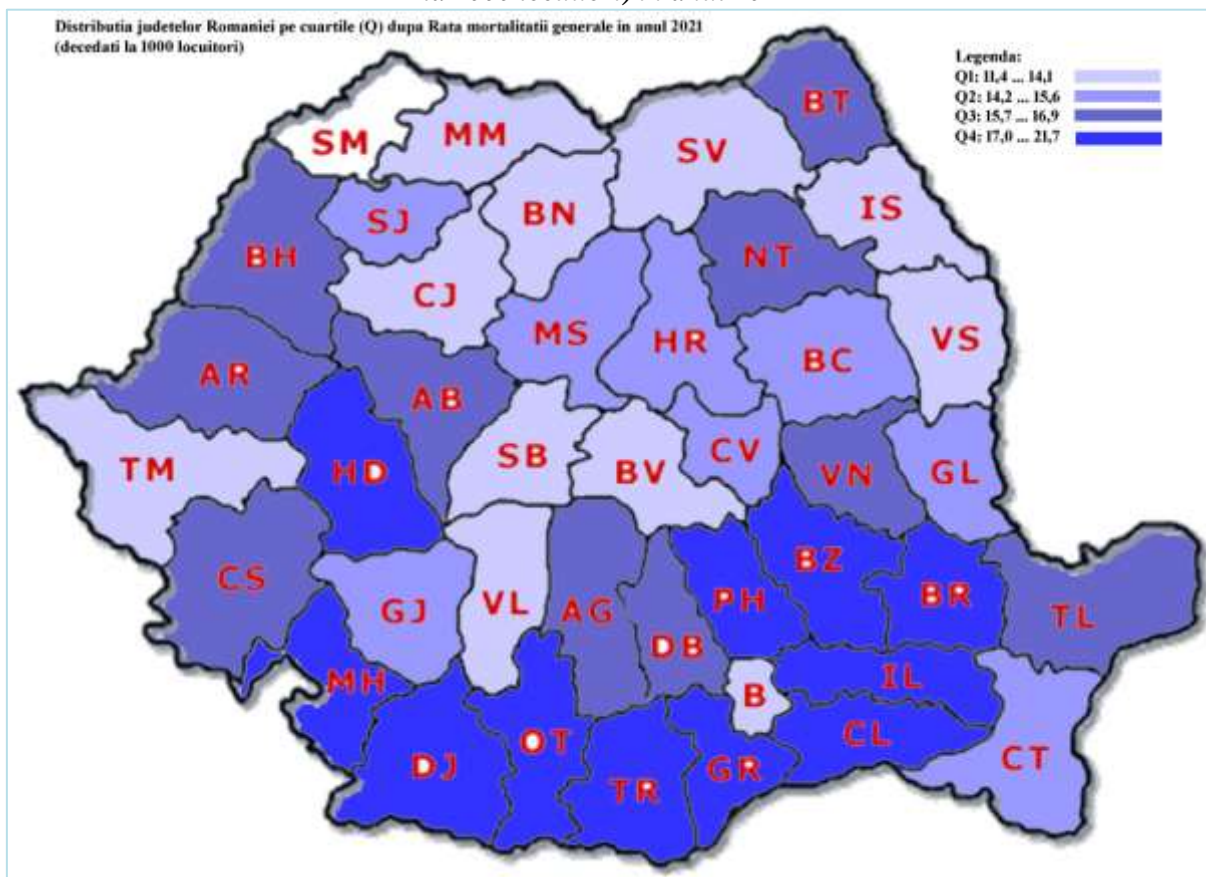 Distributia judetelor Romaniei pe cuartile (Q) dupa Rata mortalitatii generale in anul 2021
(decedati la 1000 locuitori)
Legenda:
Q1: 11,4 ... 14,1
Q2: 14,2 ... 15,6
Q3: 15,7 ... 16,9
Q4: 17,0 ... 21,7
BT
SM
MM
SV
IS
SJ
BN
BH
NT
CJ
MS
HR
BC
VS
AR
AB
TM
HD
SB
BV
CV
VN
GL
CS
GJ
VL
AG
DB
PH
BZ
BR
TL
MH
B
IL
DJ
OT
TR
GR
CL
CT